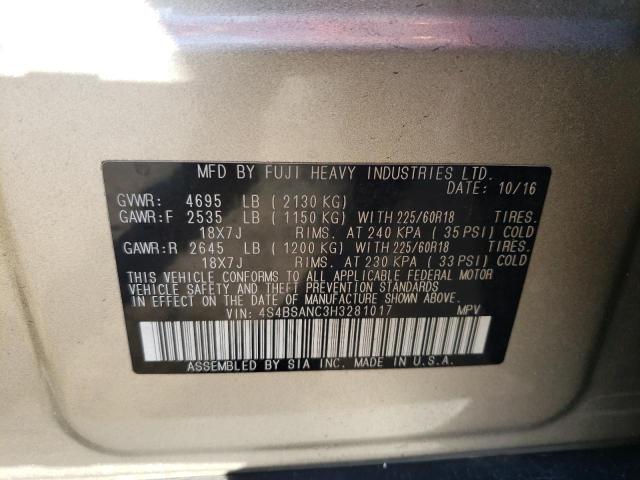 MFD BY FUJI HEAVY INDUSTRIES LTD.
DATE: 10/16
GVWR: 4695 LB ( 2130 KG)
GAWR:F 2535 LB ( 1150 KG) WITH 225/60R18 TIRES.
18X7J RIMS. AT 240 KPA ( 35 PSI) COLD
GAWR:R 2645 LB ( 1200 KG) WITH 225/60R18 TIRES.
18X7J RIMS. AT 230 KPA ( 33 PSI) COLD
THIS VEHICLE CONFORMS TO ALL APPLICABLE FEDERAL MOTOR
VEHICLE SAFETY AND THEFT PREVENTION STANDARDS
IN EFFECT ON THE DATE OF MANUFACTURE SHOWN ABOVE.
VIN: 4S4BSANC3H3281017 MPV
ASSEMBLED BY SIA INC. MADE IN U.S.A.